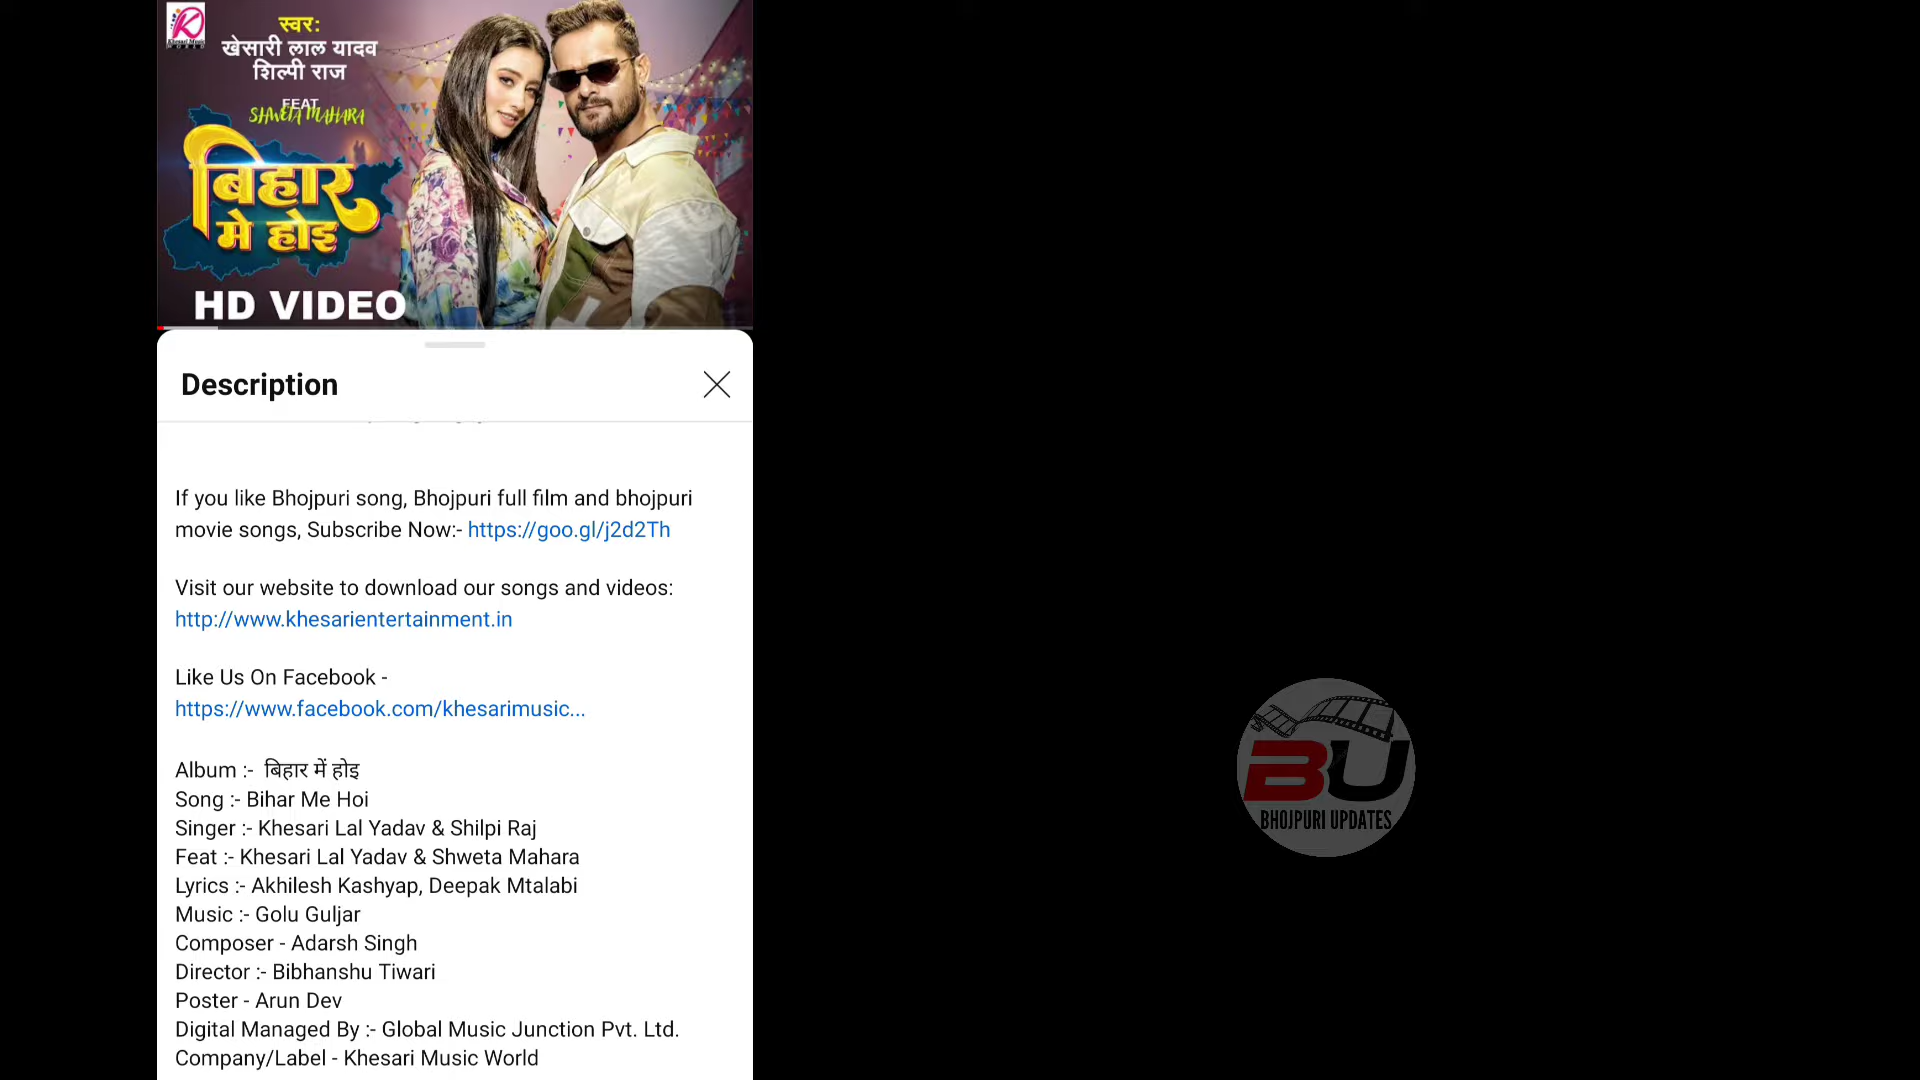 स्वर:
खेसारी लाल यादव
शिल्पी राज
FEAT
SHWETA MAHARA
बिहार
मे होइ
HD VIDEO
Description
If you like Bhojpuri song, Bhojpuri full film and bhojpuri
movie songs, Subscribe Now:- https://goo.gl/j2d2Th
Visit our website to download our songs and videos:
http://www.khesarientertainment.in
Like Us On Facebook -
https://www.facebook.com/khesarimusic...
Album :-  बिहार में होइ
Song :- Bihar Me Hoi
Singer :- Khesari Lal Yadav & Shilpi Raj
Feat :- Khesari Lal Yadav & Shweta Mahara
Lyrics :- Akhilesh Kashyap, Deepak Mtalabi
Music :- Golu Guljar
Composer - Adarsh Singh
Director :- Bibhanshu Tiwari
Poster - Arun Dev
Digital Managed By :- Global Music Junction Pvt. Ltd.
Company/Label - Khesari Music World
BU
BHOJPURI UPDATES